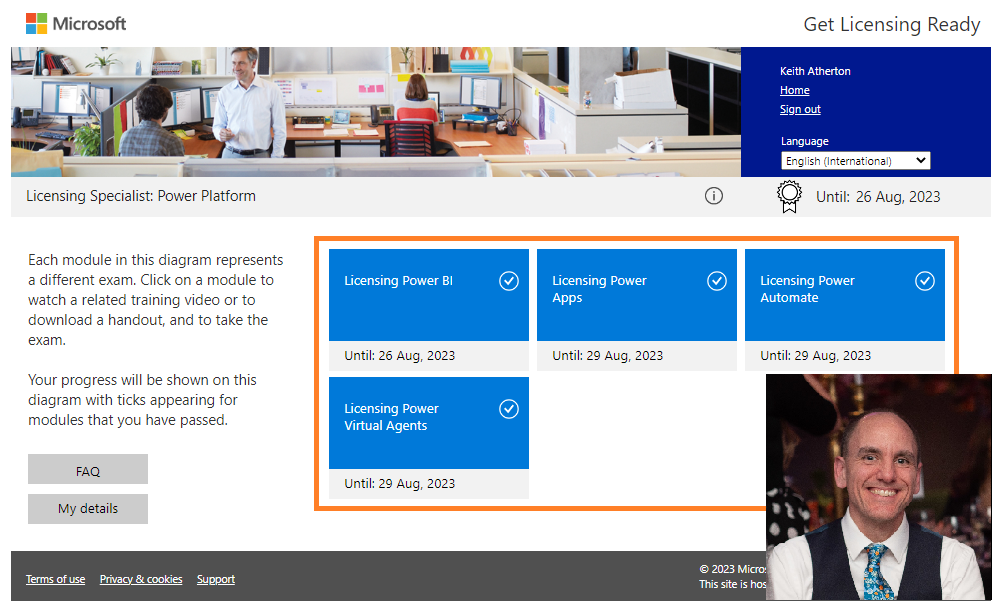 Microsoft
Get Licensing Ready
Keith Atherton
Home
Sign out
Language
English (International)
Licensing Specialist: Power Platform
Until: 26 Aug, 2023
Each module in this diagram represents
a different exam. Click on a module to
watch a related training video or to
download a handout, and to take the
exam.
Your progress will be shown on this
diagram with ticks appearing for
modules that you have passed.
FAQ
My details
Licensing Power BI
Until: 26 Aug, 2023
Licensing Power
Apps
Until: 29 Aug, 2023
Licensing Power
Automate
Until: 29 Aug, 2023
Licensing Power
Virtual Agents
Until: 29 Aug, 2023
Terms of use
Privacy & cookies
Support
© 2023 Micros
This site is hos